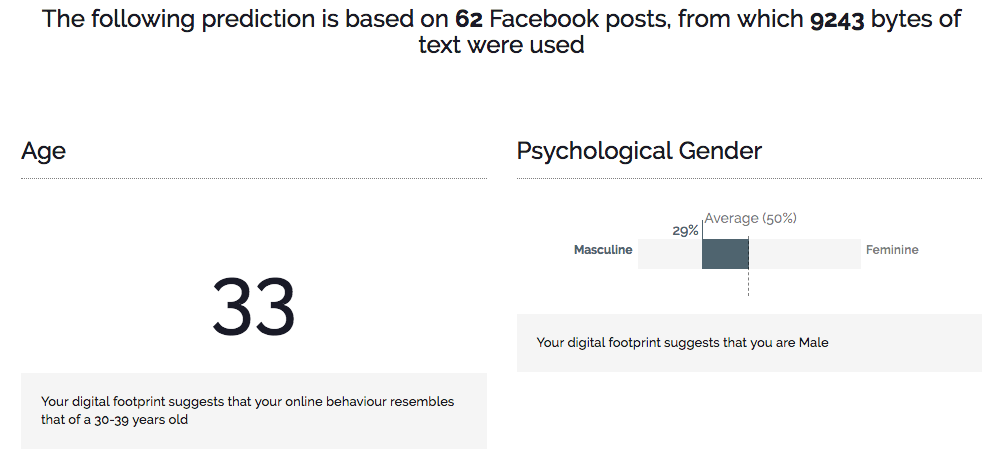 The following prediction is based on 62 Facebook posts, from which 9243 bytes of
text were used
Age
33
Your digital footprint suggests that your online behaviour resembles
that of a 30-39 years old
Psychological Gender
Average (50%)
29%
Masculine
Feminine
Your digital footprint suggests that you are Male